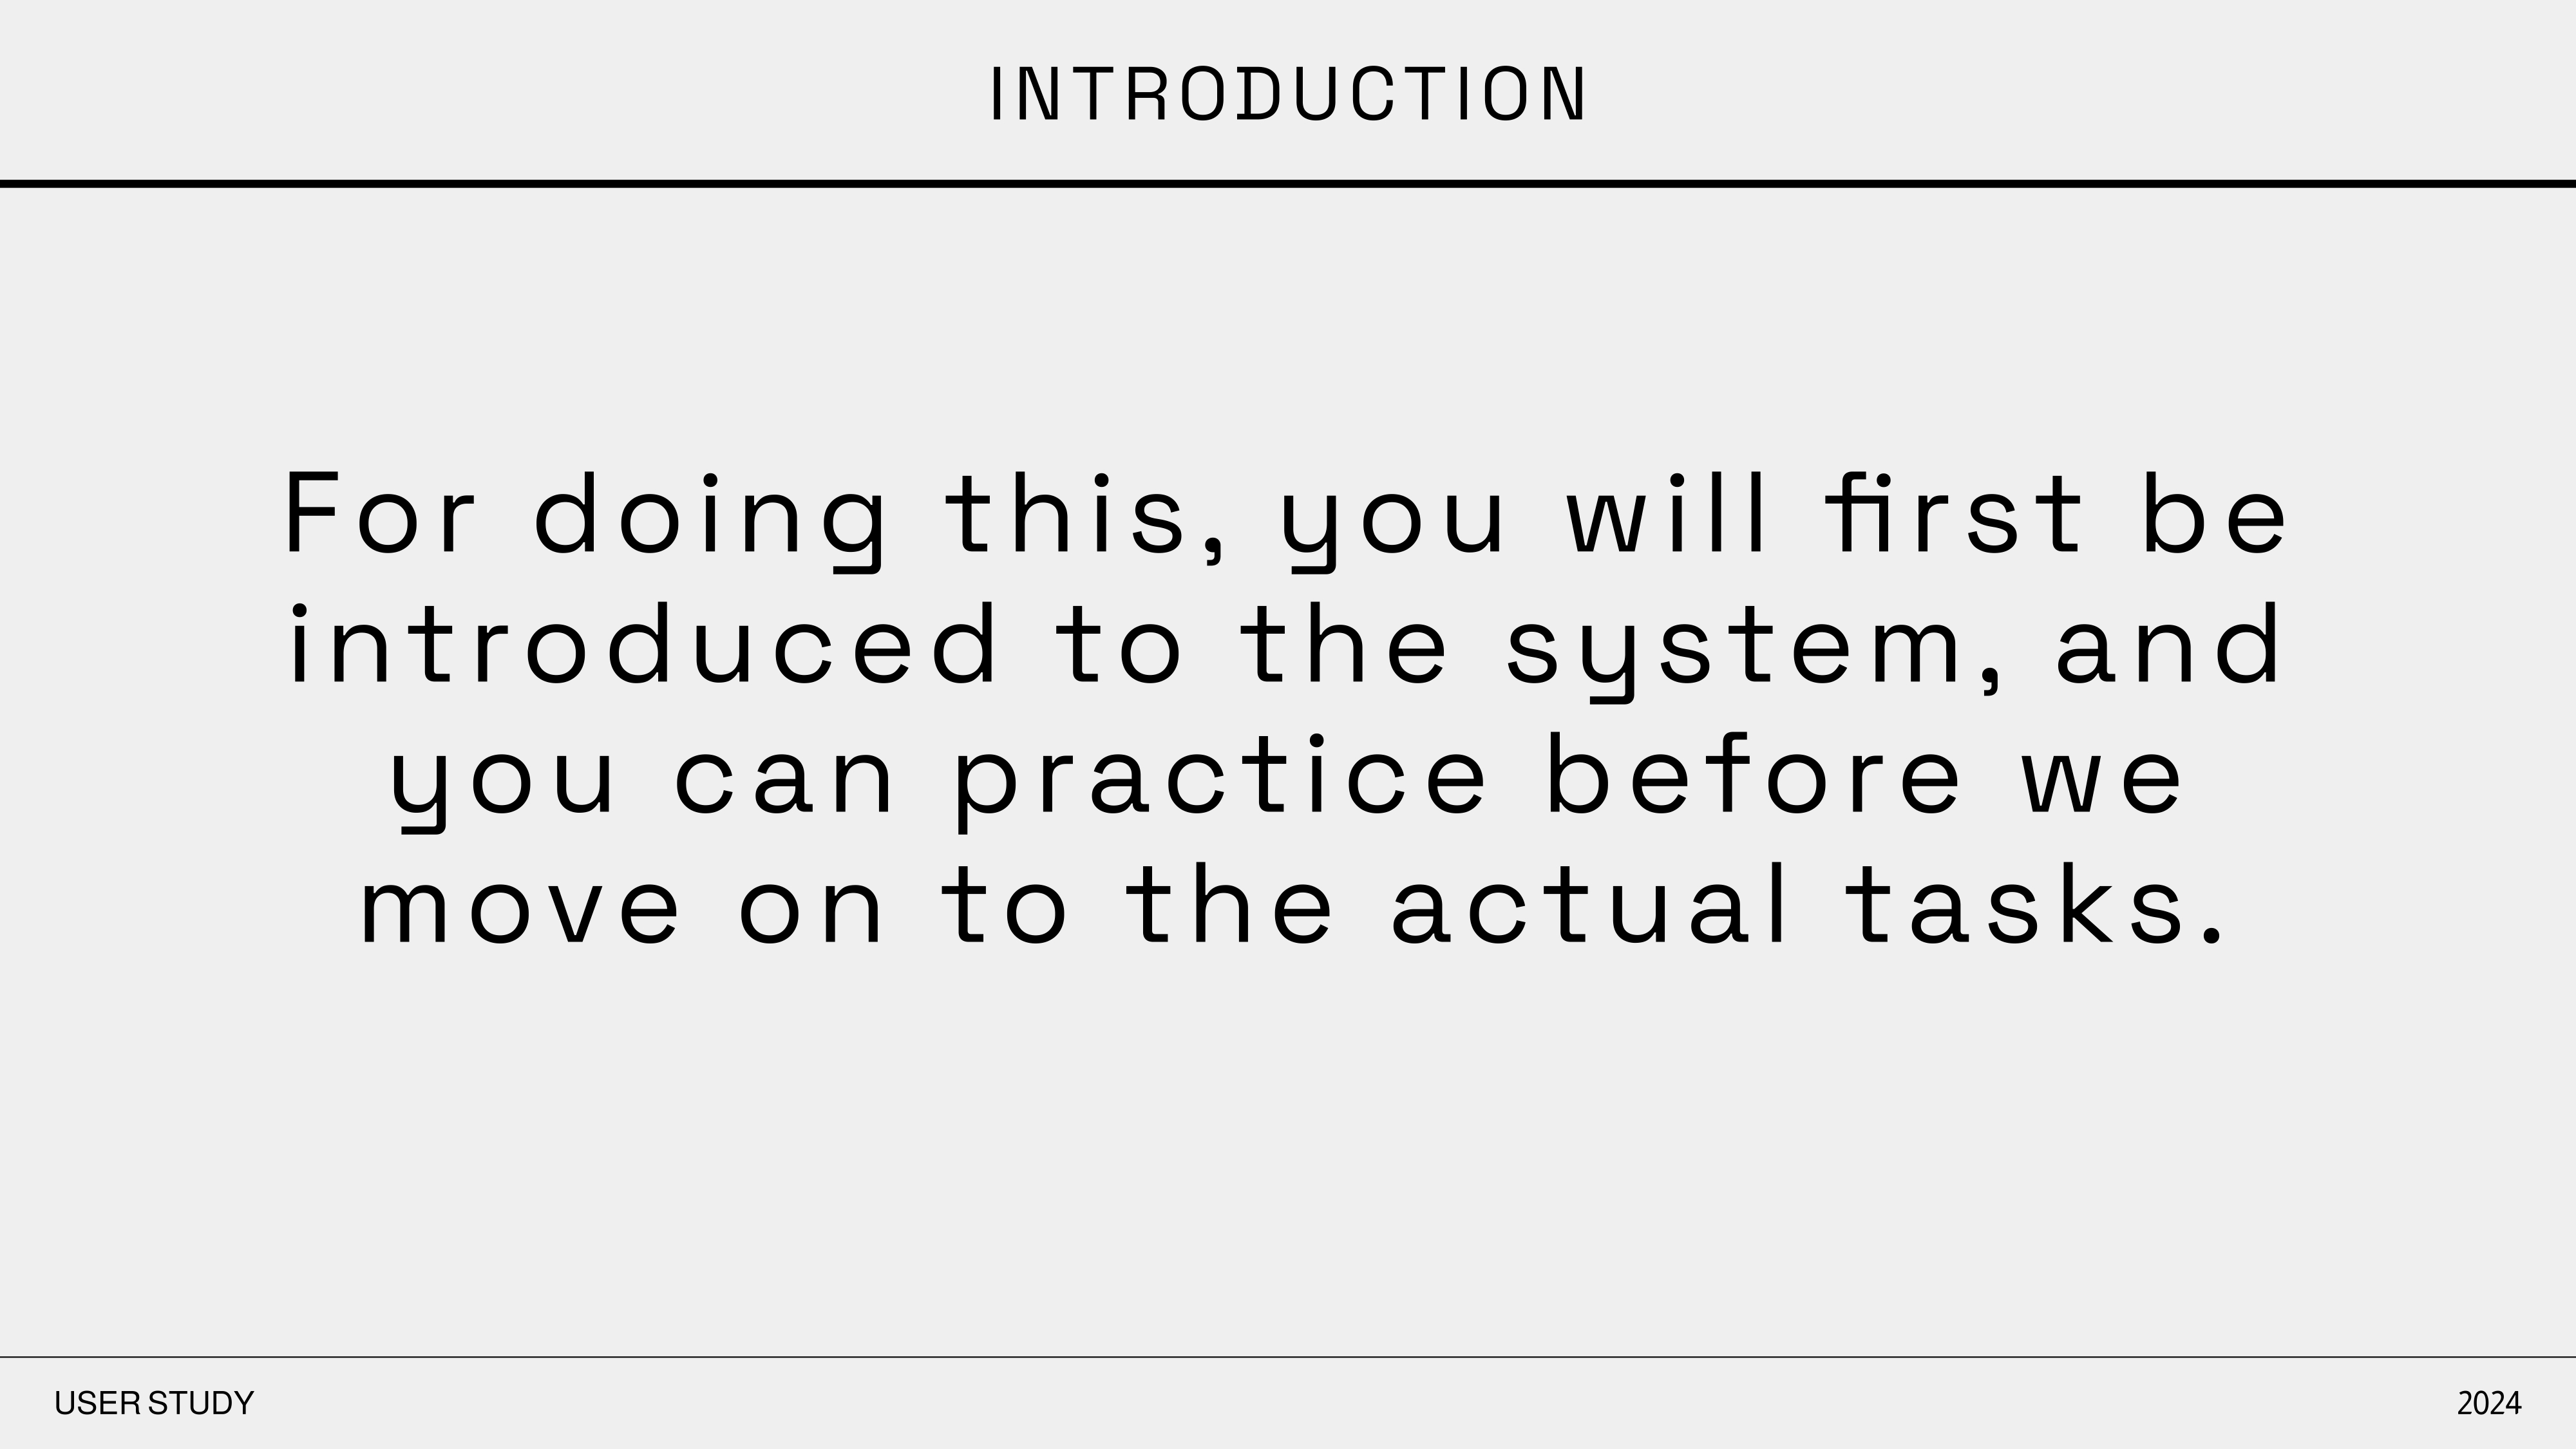 INTRODUCTION
For doing this, you will first be
introduced to the system, and
you can practice before we
move on to the actual tasks.
USER STUDY
2024